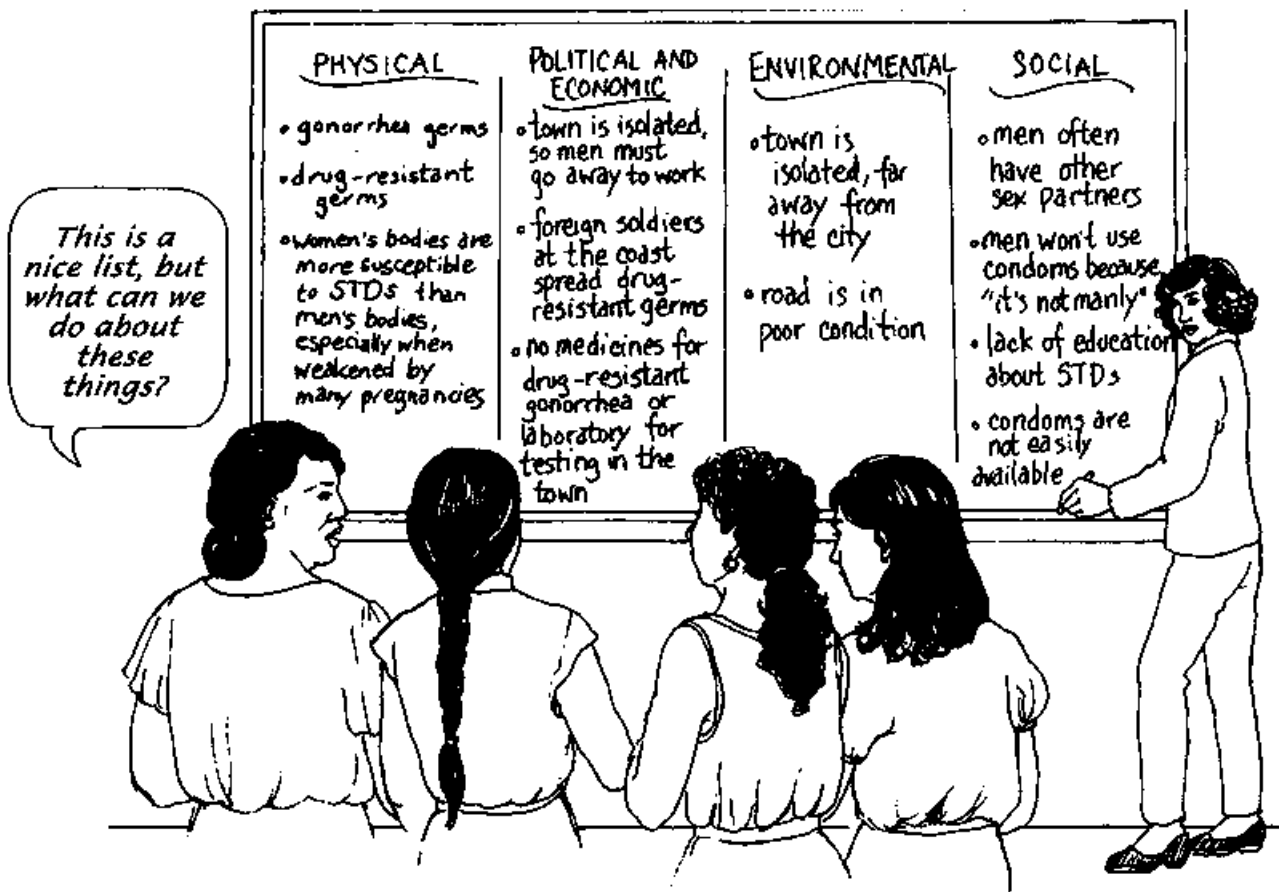 This is a
nice list, but
what can we
do about
these
things?
PHYSICAL
• gonorrhea germs
• drug-resistant
germs
• women's bodies are
more susceptible
to STDs than
men's bodies,
especially when
weakened by
many pregnancies
POLITICAL AND
ECONOMIC
• town is isolated,
so men must
go away to work
• foreign soldiers
at the coast
spread drug-
resistant germs
• no medicines for
drug-resistant
gonorrhea or
laboratory for
testing in the
town
ENVIRONMENTAL
• town is
isolated, far
away from
the city
• road is in
poor condition
SOCIAL
• men often
have other
sex partners
• men won't use
condoms because
"it's not manly"
• lack of education
about STDs
• condoms are
not easily
available